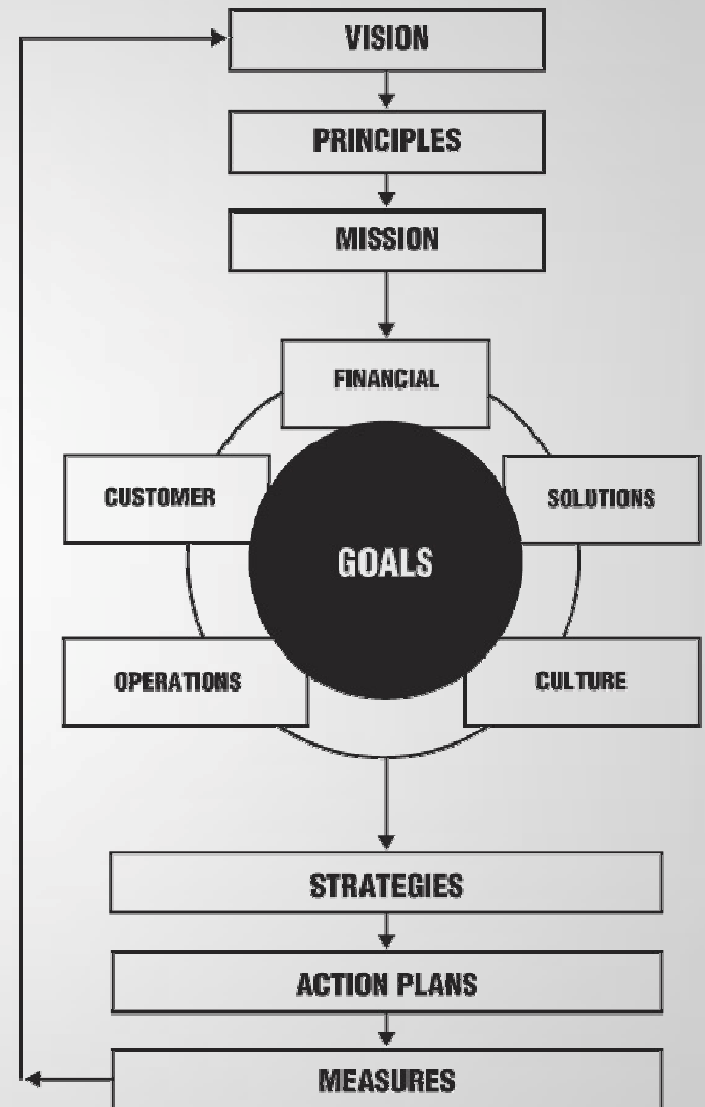 VISION
PRINCIPLES
MISSION
FINANCIAL
CUSTOMER
SOLUTIONS
GOALS
OPERATIONS
CULTURE
STRATEGIES
ACTION PLANS
MEASURES